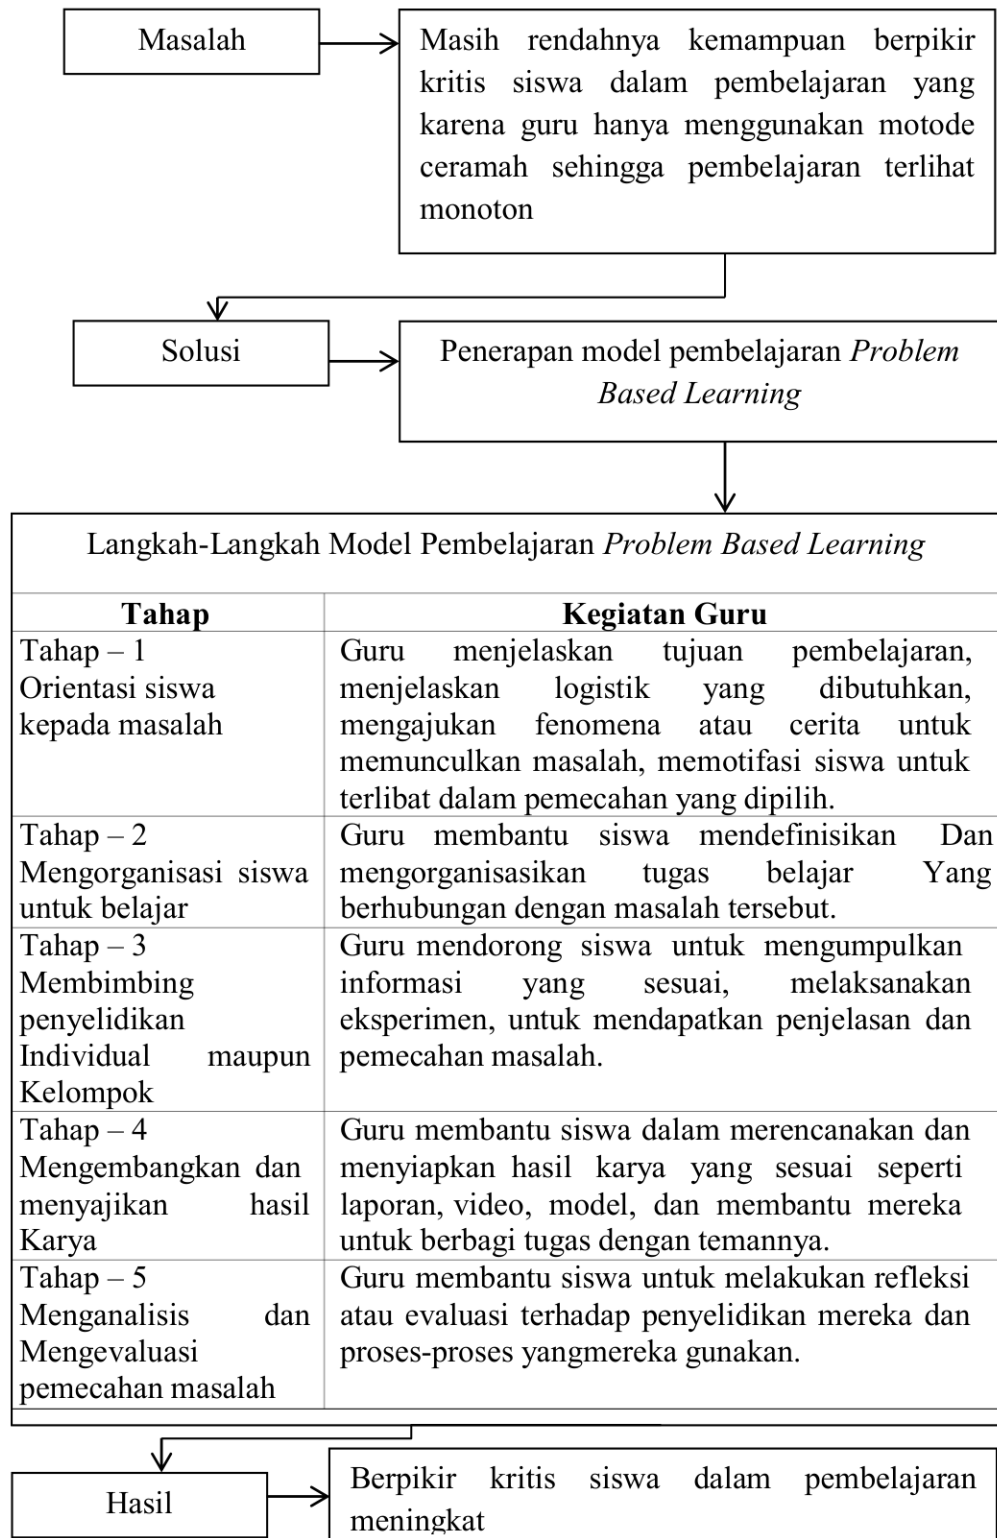 Masalah
Masih rendahnya kemampuan berpikir
kritis siswa dalam pembelajaran yang
karena guru hanya menggunakan motode
ceramah sehingga pembelajaran terlihat
monoton
Solusi
Penerapan model pembelajaran Problem
Based Learning
Langkah-Langkah Model Pembelajaran Problem Based Learning
Tahap
Kegiatan Guru
Tahap – 1
Orientasi siswa
kepada masalah
Guru menjelaskan tujuan pembelajaran,
menjelaskan logistik yang dibutuhkan,
mengajukan fenomena atau cerita untuk
memunculkan masalah, memotifasi siswa untuk
terlibat dalam pemecahan yang dipilih.
Tahap – 2
Mengorganisasi siswa
untuk belajar
Guru membantu siswa mendefinisikan Dan
mengorganisasikan tugas belajar Yang
berhubungan dengan masalah tersebut.
Tahap – 3
Membimbing
penyelidikan
Individual maupun
Kelompok
Guru mendorong siswa untuk mengumpulkan
informasi yang sesuai, melaksanakan
eksperimen, untuk mendapatkan penjelasan dan
pemecahan masalah.
Tahap – 4
Mengembangkan dan
menyajikan hasil
Karya
Guru membantu siswa dalam merencanakan dan
menyiapkan hasil karya yang sesuai seperti
laporan, video, model, dan membantu mereka
untuk berbagi tugas dengan temannya.
Tahap – 5
Menganalisis dan
Mengevaluasi
pemecahan masalah
Guru membantu siswa untuk melakukan refleksi
atau evaluasi terhadap penyelidikan mereka dan
proses-proses yangmereka gunakan.
Hasil
Berpikir kritis siswa dalam pembelajaran
meningkat